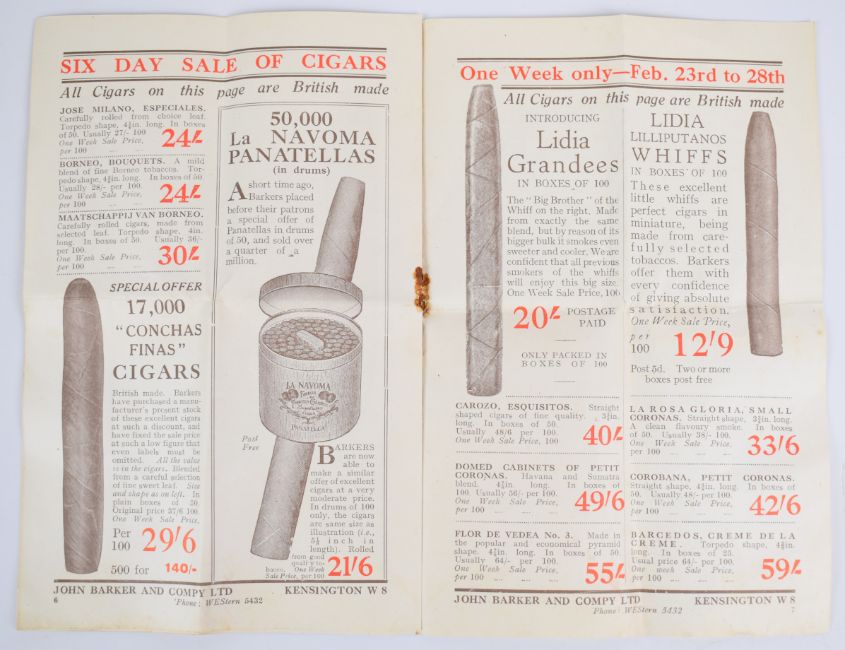 SIX DAY SALE OF CIGARS
All Cigars on this page are British made
JOSE MILANO, ESPECIALES.
Carefully rolled from choice leaf.
Torpedo shape, 4¾in. long. In boxes
of 50. Usually 27/- 100
One Week Sale Price,
per 100 ... ...
24/-
BORNEO, BOUQUETS. A mild
blend of fine Borneo tobaccos. Tor-
pedo shape, 4¾in. long. In boxes of 50.
Usually 28/- per 100.
One Week Sale Price,
per 100 ... ...
24/-
MAATSCHAPPIJ VAN BORNEO.
Carefully rolled cigars, made from
selected leaf. Torpedo shape, 4in.
long. In boxes of 50. Usually 36/-
per 100.
One Week Sale Price,
per 100 ... ...
30/-
SPECIAL OFFER
17,000
"CONCHAS
FINAS"
CIGARS
British made. Barkers
have purchased a manu-
facturer's present stock
of these excellent cigars
at such a discount, and
have fixed the sale price
at such a low figure that
even labels must be
omitted. All the value
is in the cigars. Blended
from a careful selection
of fine sweet leaf. Size
and shape as on left. In
plain boxes of 50.
Original price 37/6 100
One Week Sale Price,
Per
100
29/6
500 for 140/-
50,000
La NAVOMA
PANATELLAS
(in drums)
A short time ago,
Barkers placed
before their patrons
a special offer of
Panatellas in drums
of 50, and sold over
a quarter of a
million.
LA NAVOMA
PANATELLAS
Post
Free
BARKERS
are now
able to
make a similar
offer of excellent
cigars at a very
moderate price.
In drums of 100
only, the cigars
are same size as
illustration (i.e.,
5⅛ inch in
length). Rolled
from good
quality to-
bacco. One Week
Sale Price, per 100
21/6
JOHN BARKER AND COMPY LTD KENSINGTON W 8
6 'Phone: WEStern 5432
One Week only—Feb. 23rd to 28th
All Cigars on this page are British made
INTRODUCING
Lidia
Grandees
IN BOXES OF 100
The "Big Brother" of the
Whiff on the right. Made
from exactly the same
blend, but by reason of its
bigger bulk it smokes even
sweeter and cooler. We are
confident that all previous
smokers of the whiffs
will enjoy this big size.
One Week Sale Price, 100
20/- POSTAGE
PAID
ONLY PACKED IN
BOXES OF 100
LIDIA
LILLIPUTANOS
WHIFFS
IN BOXES OF 100
These excellent
little whiffs are
perfect cigars in
miniature, being
made from care-
fully selected
tobaccos. Barkers
offer them with
every confidence
of giving absolute
satisfaction.
One Week Sale Price,
per
100
12/9
Post 5d. Two or more
boxes post free
CAROZO, ESQUISITOS. Straight
shaped cigars of fine quality. 3¾in.
long. In boxes of 50.
Usually 48/6 per 100.
One Week Sale Price, 100
40/-
DOMED CABINETS OF PETIT
CORONAS. Havana and Sumatra
blend. 4¾in. long. In boxes of
100. Usually 56/- per 100.
One Week Sale Price,
per 100 ... ...
49/6
FLOR DE VEDEA No. 3. Made in
the popular and economical pyramid
shape. 4¾in. long. In boxes of 50.
Usually 64/- per 100.
One Week Sale Price,
per 100 ... ...
55/-
LA ROSA GLORIA, SMALL
CORONAS. Straight shape, 3¾in. long.
A clean flavoury smoke. In boxes
of 50. Usually 38/- per 100.
One Week Sale Price,
per 100 ... ...
33/6
COROBANA, PETIT CORONAS.
Straight shape, 4¾in. long. In boxes of
50. Usually 48/- per 100.
One Week Sale Price,
per 100 ... ...
42/6
BARCEDOS, CREME DE LA
CREME. Torpedo shape, 4¾in.
long. In boxes of 25.
Usual price 64/- per 100.
One week Sale Price,
per 100 ... ...
59/-
JOHN BARKER AND COMPY LTD KENSINGTON W 8
Phone: WEStern 5432 7